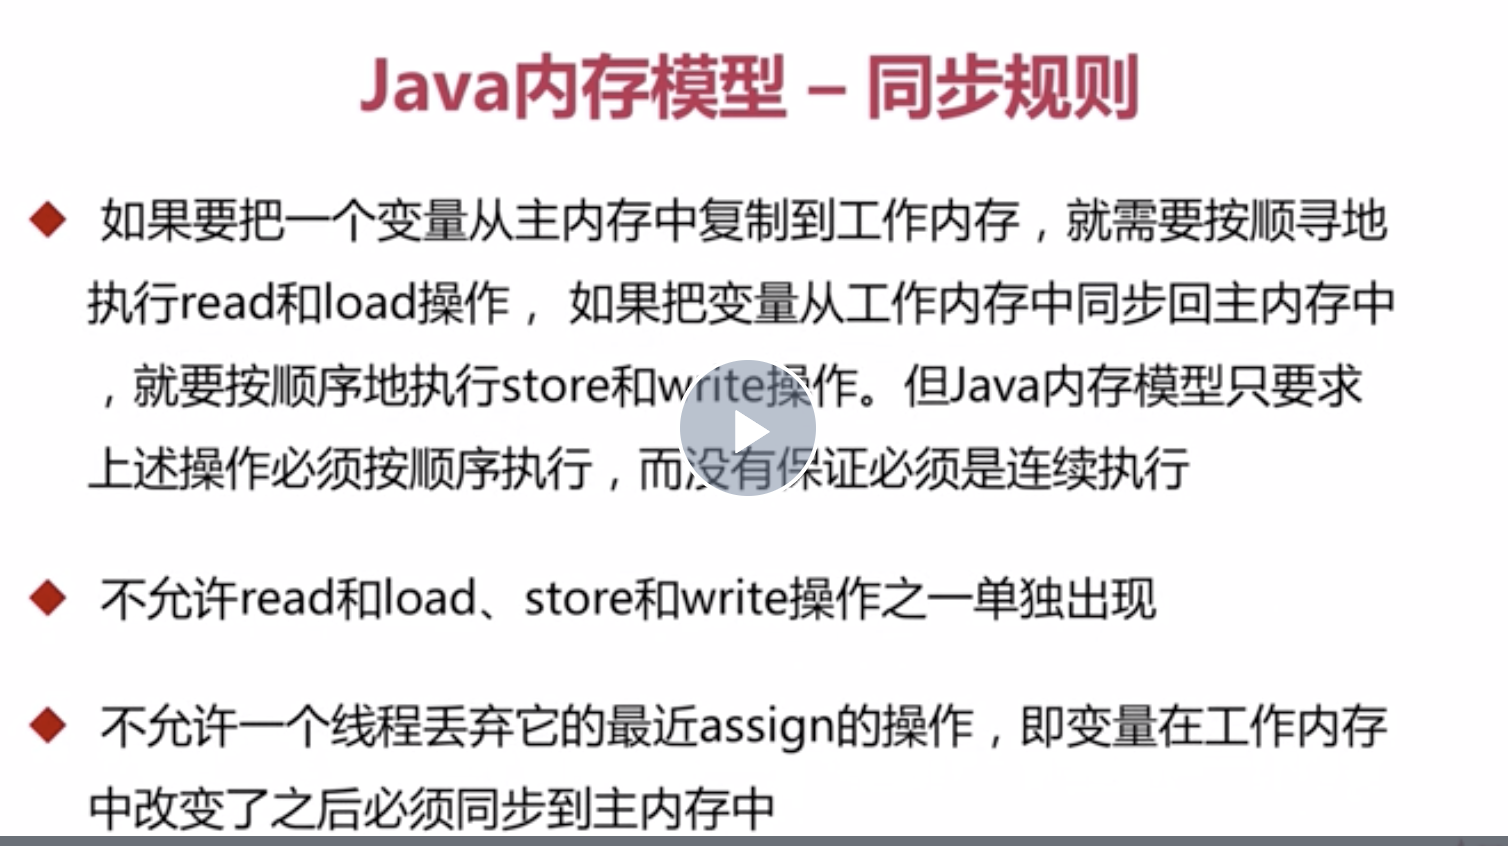 Java内存模型 – 同步规则
如果要把一个变量从主内存中复制到工作内存，就需要按顺寻地
执行read和load操作， 如果把变量从工作内存中同步回主内存中
，就要按顺序地执行store和write操作。但Java内存模型只要求
上述操作必须按顺序执行，而没有保证必须是连续执行
不允许read和load、store和write操作之一单独出现
不允许一个线程丢弃它的最近assign的操作，即变量在工作内存
中改变了之后必须同步到主内存中